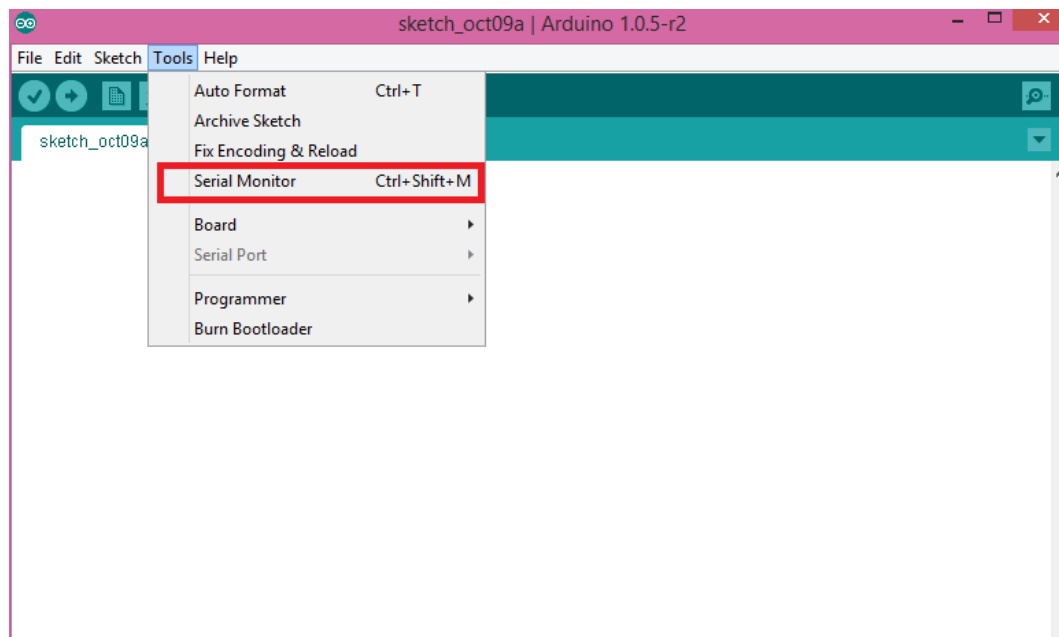 sketch_oct09a | Arduino 1.0.5-r2
File Edit Sketch Tools Help
Auto Format Ctrl+T
Archive Sketch
sketch_oct09a
Fix Encoding & Reload
Serial Monitor Ctrl+Shift+M
Board
Serial Port
Programmer
Burn Bootloader